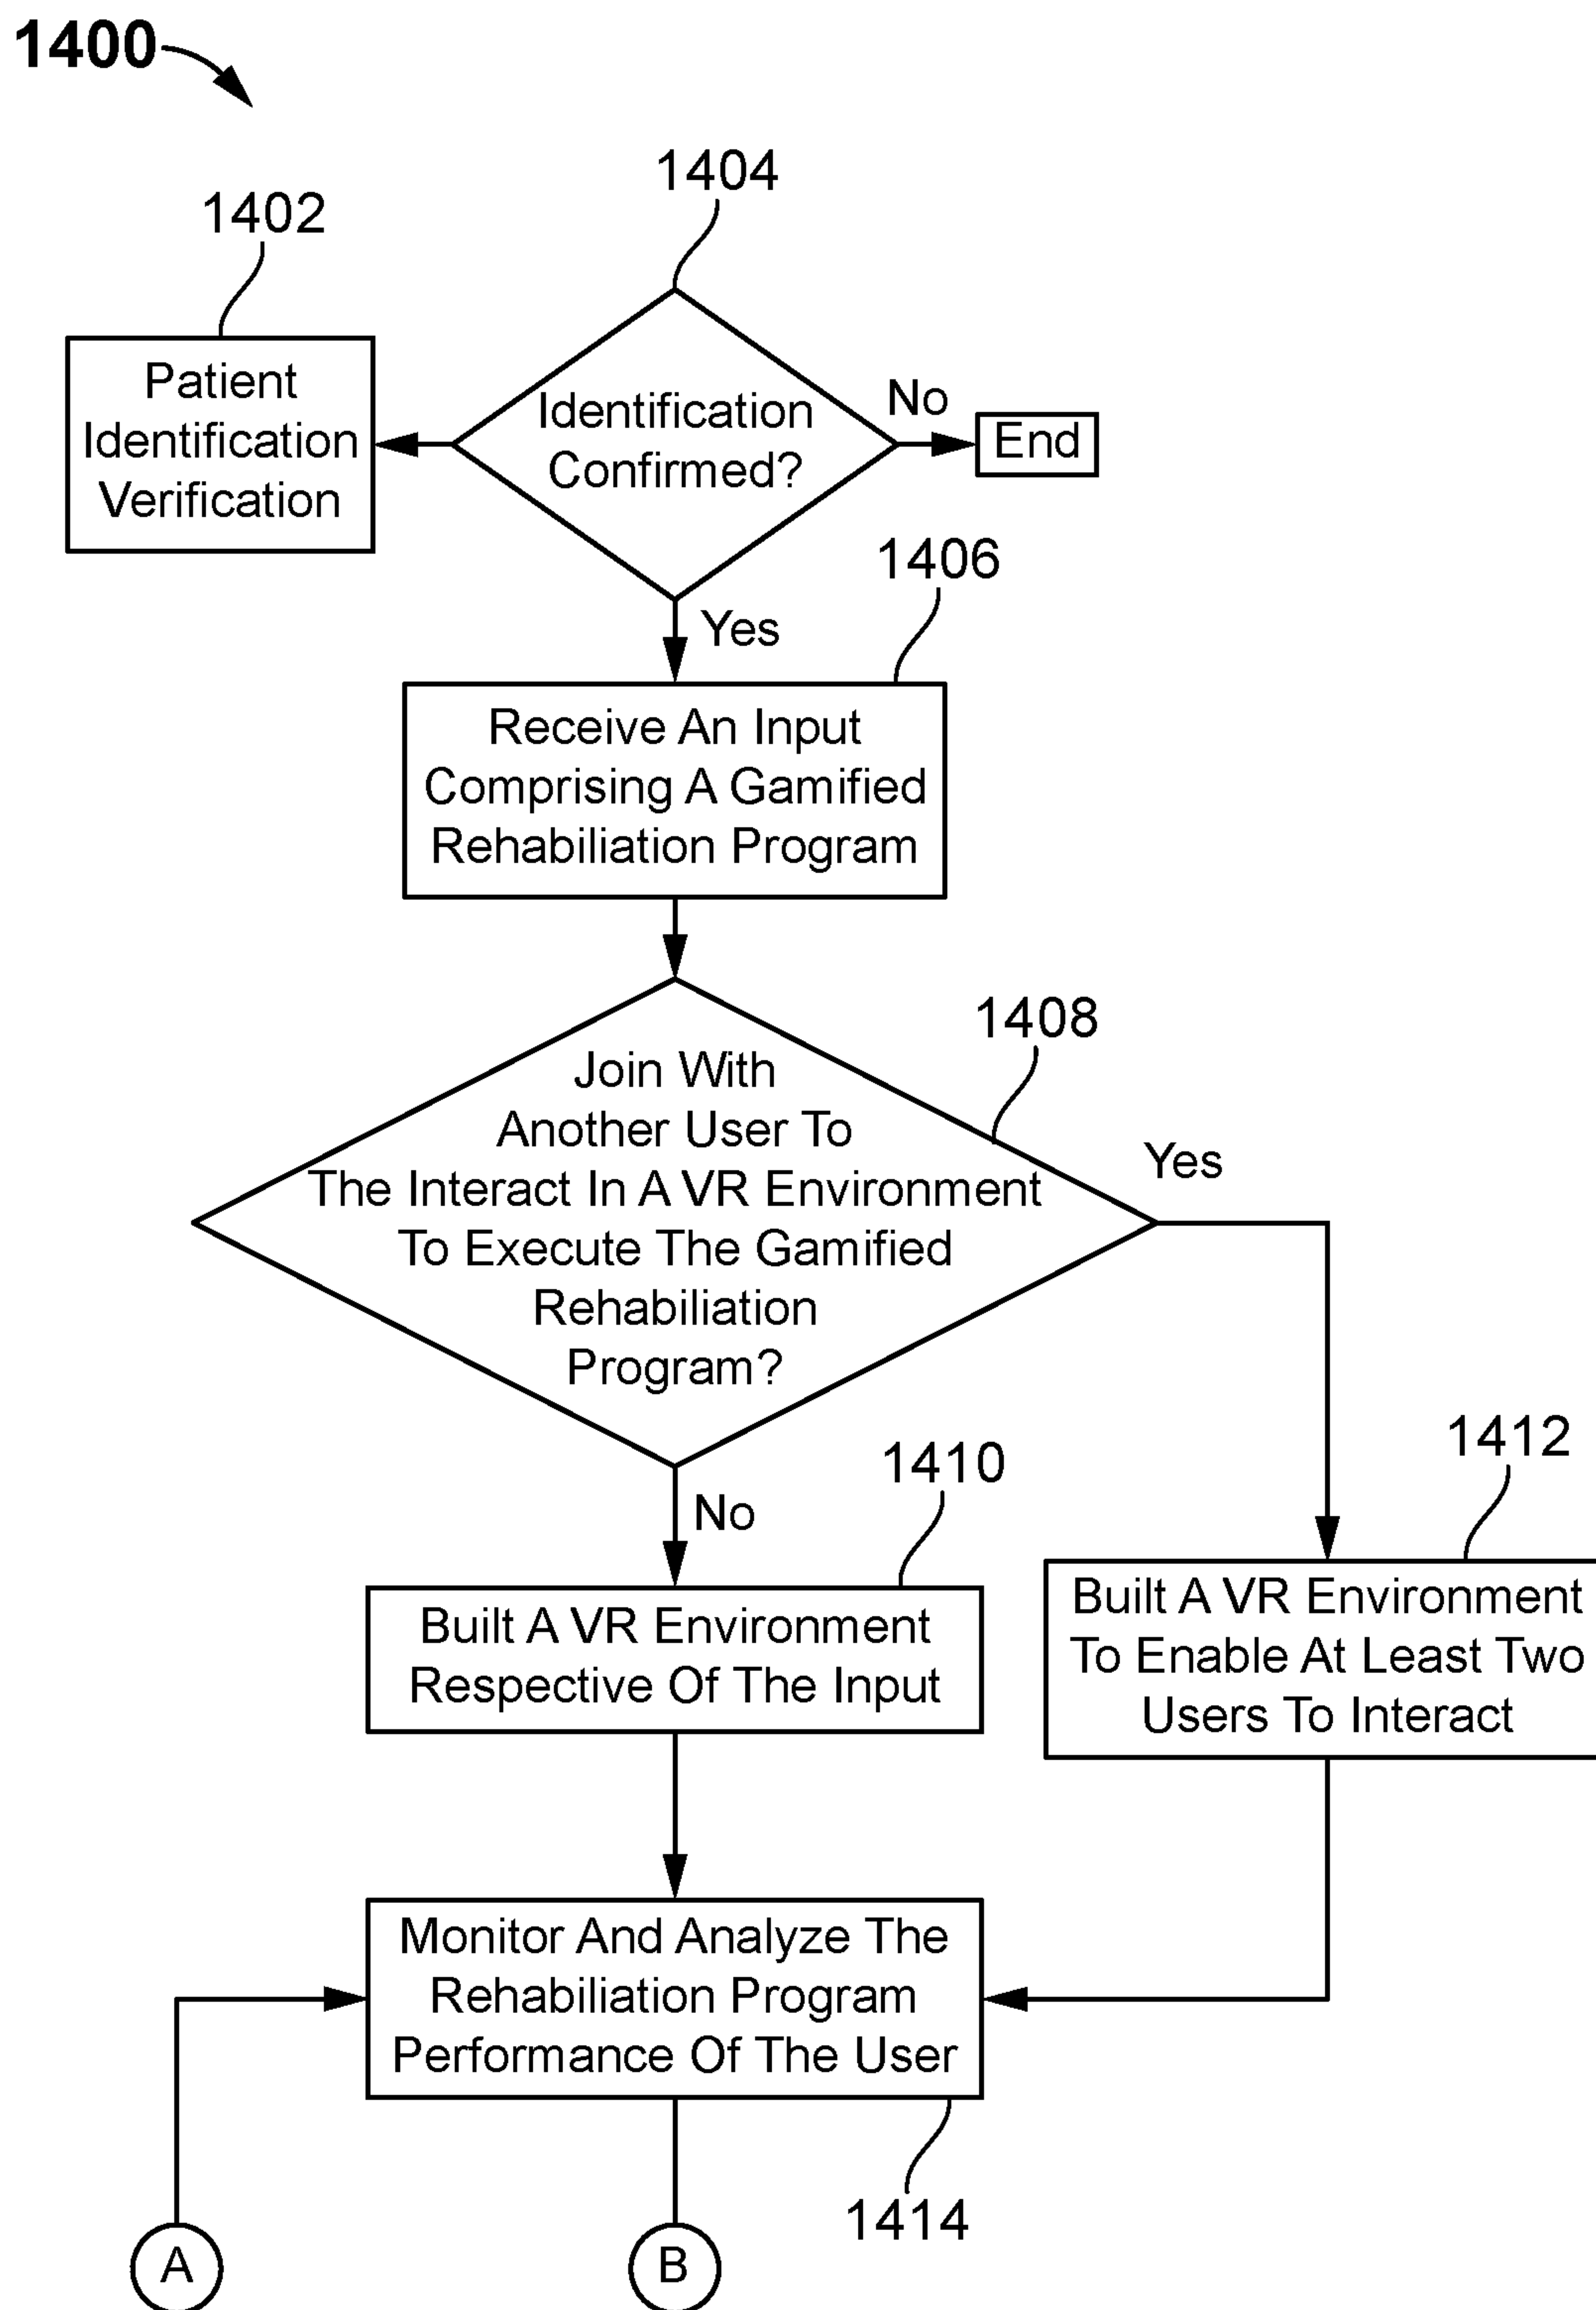 1400
1404
1402
Patient
Identification
Verification
Identification
Confirmed?
No
End
1406
Yes
Receive An Input
Comprising A Gamified
Rehabiliation Program
1408
Join With
Another User To
The Interact In A VR Environment
To Execute The Gamified
Rehabiliation
Program?
Yes
1410
No
1412
Built A VR Environment
Respective Of The Input
Built A VR Environment
To Enable At Least Two
Users To Interact
Monitor And Analyze The
Rehabiliation Program
Performance Of The User
1414
A
B